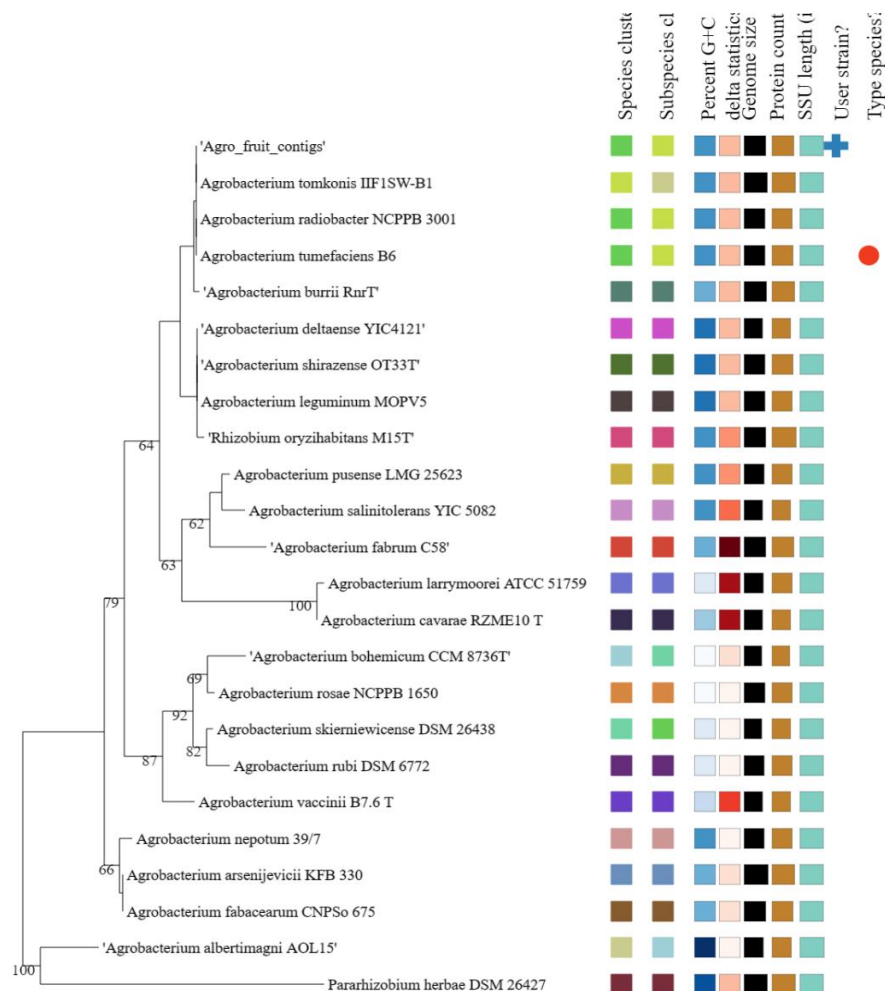 Species cluste
Subspecies cl
Percent G+C
delta statistics
Genome size
Protein count
SSU length (i
User strain?
Type species?
'Agro_fruit_contigs'
Agrobacterium tomkonis IIF1SW-B1
Agrobacterium radiobacter NCPPB 3001
Agrobacterium tumefaciens B6
'Agrobacterium burrii RnrT'
'Agrobacterium deltaense YIC4121'
'Agrobacterium shirazense OT33T'
64
Agrobacterium leguminum MOPV5
'Rhizobium oryzihabitans M15T'
Agrobacterium pusense LMG 25623
62
Agrobacterium salinitolerans YIC 5082
63
'Agrobacterium fabrum C58'
79
100
Agrobacterium larrymoorei ATCC 51759
Agrobacterium cavarae RZME10 T
'Agrobacterium bohemicum CCM 8736T'
69
Agrobacterium rosae NCPPB 1650
92
Agrobacterium skierniewicense DSM 26438
87
82
Agrobacterium rubi DSM 6772
Agrobacterium vaccinii B7.6 T
Agrobacterium nepotum 39/7
66
Agrobacterium arsenijevicii KFB 330
Agrobacterium fabacearum CNPSo 675
'Agrobacterium albertimagni AOL15'
100
Pararhizobium herbae DSM 26427